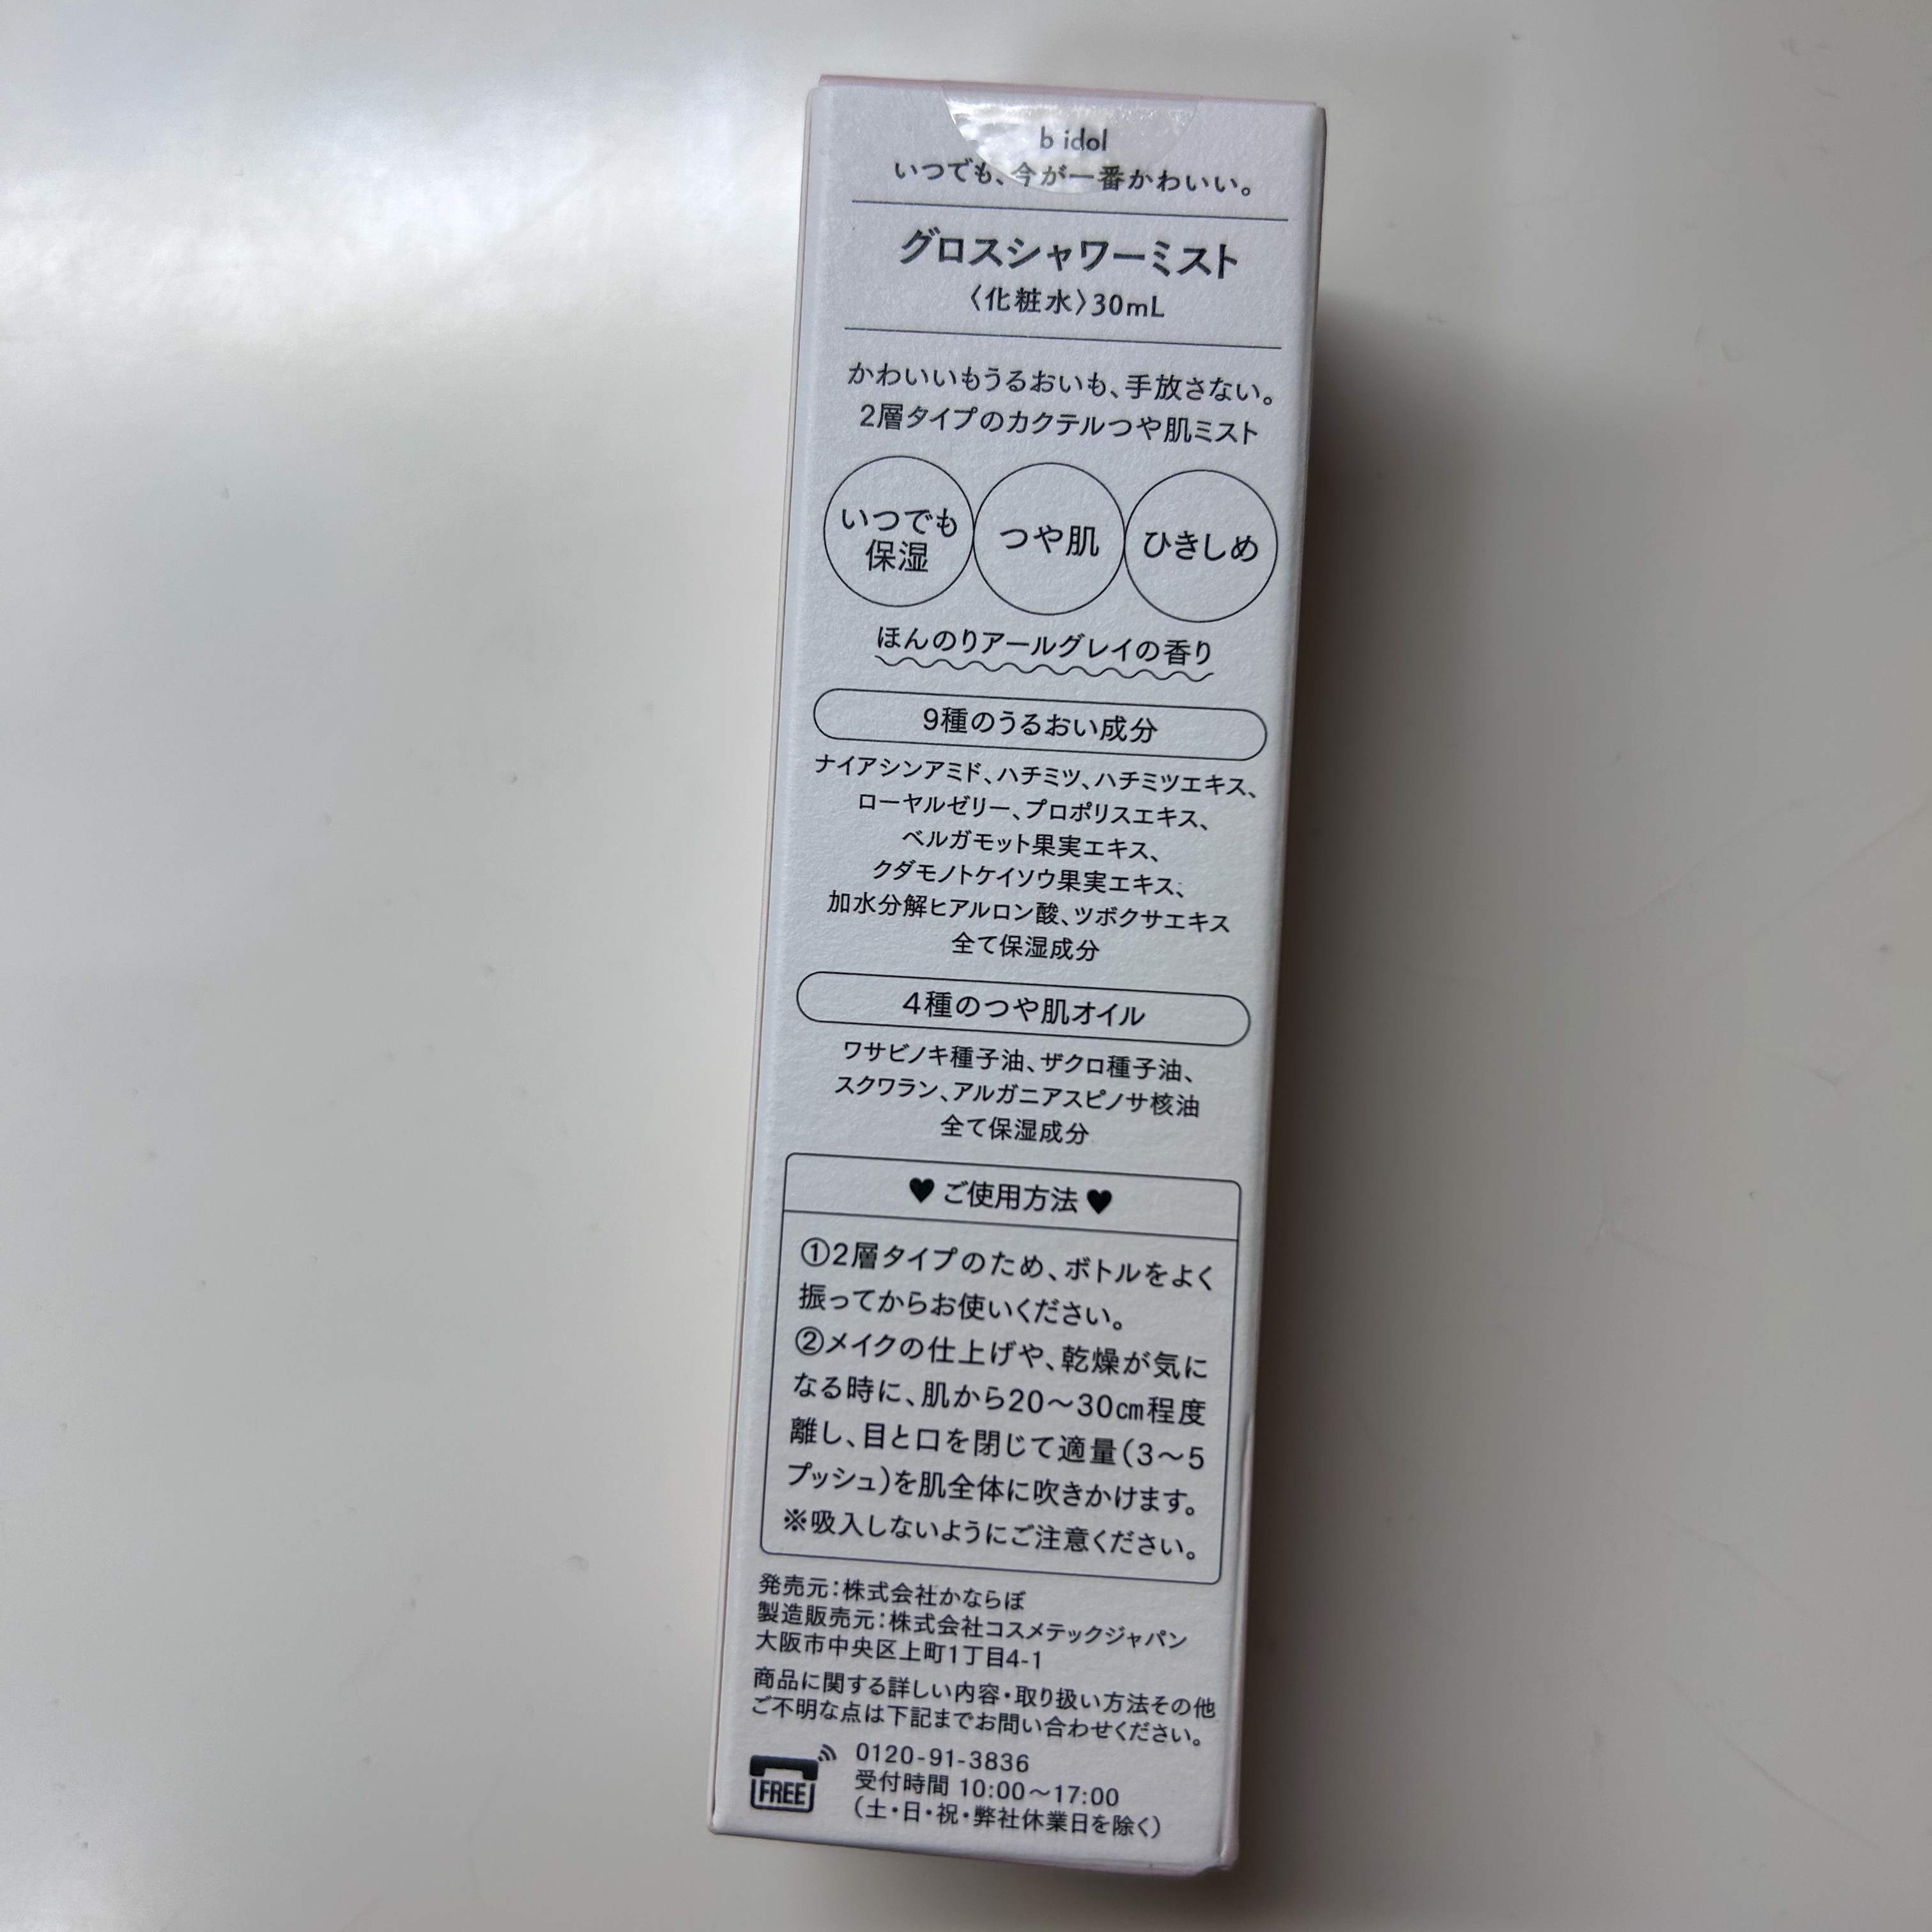 b idol
いつでも、今が一番かわいい。
グロスシャワーミスト
〈化粧水〉30mL
かわいいもうるおいも、手放さない。
2層タイプのカクテルつや肌ミスト
いつでも
保湿
つや肌
ひきしめ
ほんのりアールグレイの香り
9種のうるおい成分
ナイアシンアミド、ハチミツ、ハチミツエキス、
ローヤルゼリー、プロポリスエキス、
ベルガモット果実エキス、
クダモノトケイソウ果実エキス、
加水分解ヒアルロン酸、ツボクサエキス
全て保湿成分
4種のつや肌オイル
ワサビノキ種子油、ザクロ種子油、
スクワラン、アルガニアスピノサ核油
全て保湿成分
♥ ご使用方法 ♥
①2層タイプのため、ボトルをよく
振ってからお使いください。
②メイクの仕上げや、乾燥が気に
なる時に、肌から20〜30㎝程度
離し、目と口を閉じて適量(3〜5
プッシュ)を肌全体に吹きかけます。
※吸入しないようにご注意ください。
発売元：株式会社かならぼ
製造販売元：株式会社コスメテックジャパン
大阪市中央区上町1丁目4-1
商品に関する詳しい内容・取り扱い方法その他
ご不明な点は下記までお問い合わせください。
FREE
0120-91-3836
受付時間 10:00〜17:00
(土・日・祝・弊社休業日を除く)